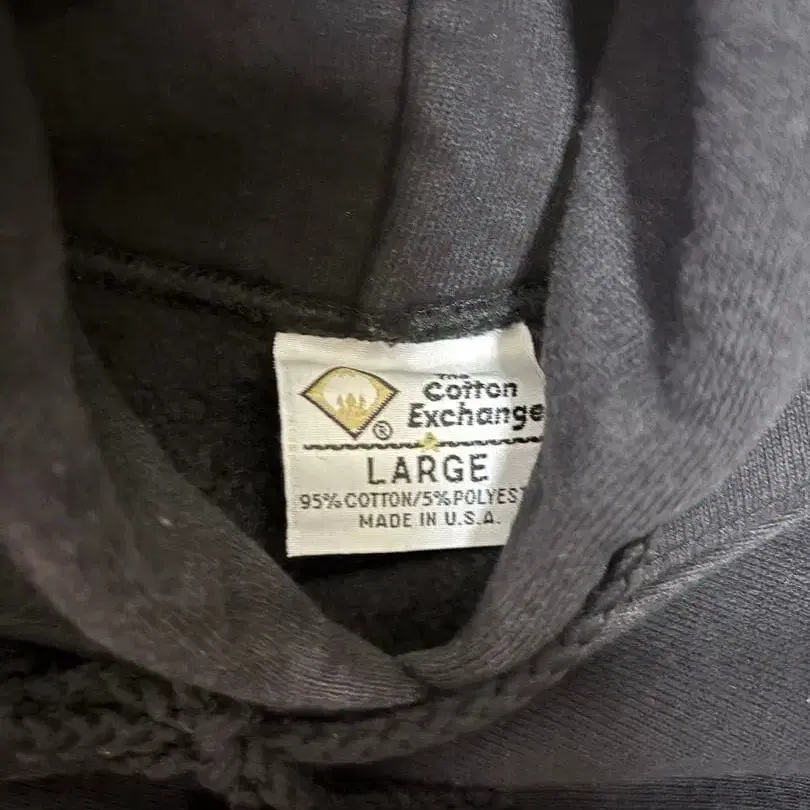 The
Cotton
Exchange
®
LARGE
95%COTTON/5%POLYEST
MADE IN U.S.A.